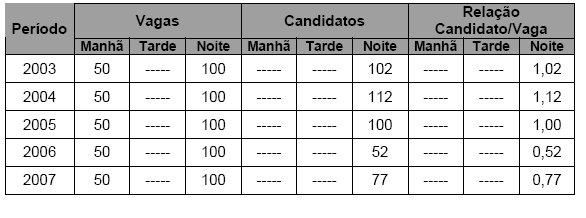 Período Vagas Candidatos Relação Candidato/Vaga
Manhã Tarde Noite Manhã Tarde Noite Manhã Tarde Noite
2003 50 ----- 100 ----- ----- 102 ----- ----- 1,02
2004 50 ----- 100 ----- ----- 112 ----- ----- 1,12
2005 50 ----- 100 ----- ----- 100 ----- ----- 1,00
2006 50 ----- 100 ----- ----- 52 ----- ----- 0,52
2007 50 ----- 100 ----- ----- 77 ----- ----- 0,77